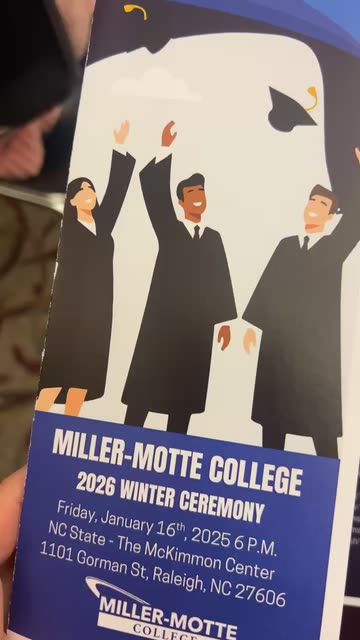 MILLER-MOTTE COLLEGE
2026 WINTER CEREMONY
Friday, January 16th, 2025 6 P.M.
NC State - The McKimmon Center
1101 Gorman St, Raleigh, NC 27606
MILLER-MOTTE
COLLEGE